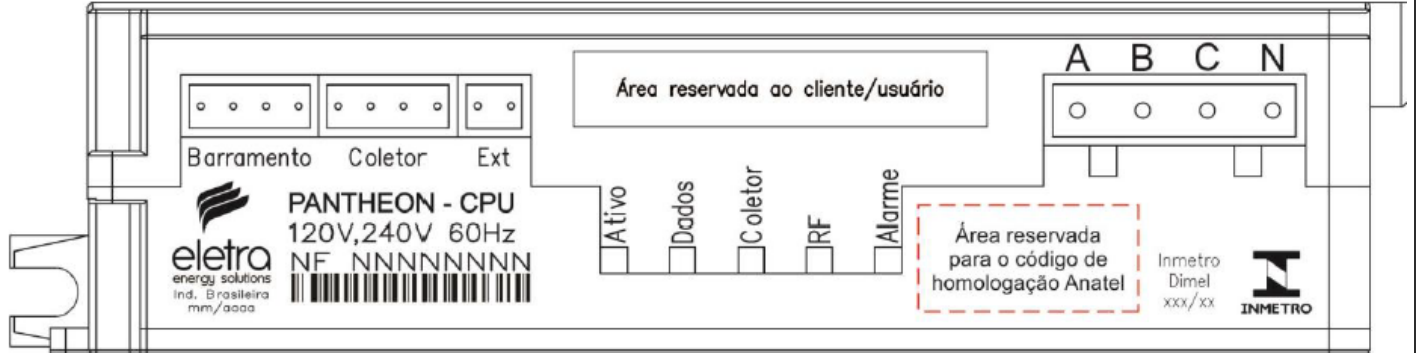 Área reservada ao cliente/usuário
A B C N
Barramento Coletor Ext
PANTHEON - CPU
120V,240V 60Hz
NF NNNNNNNN
eletra
energy solutions
Ind. Brasileira
mm/aaaa
Ativo
Dados
Coletor
RF
Alarme
Área reservada
para o código de
homologação Anatel
Inmetro
Dimel
xxx/xx
INMETRO